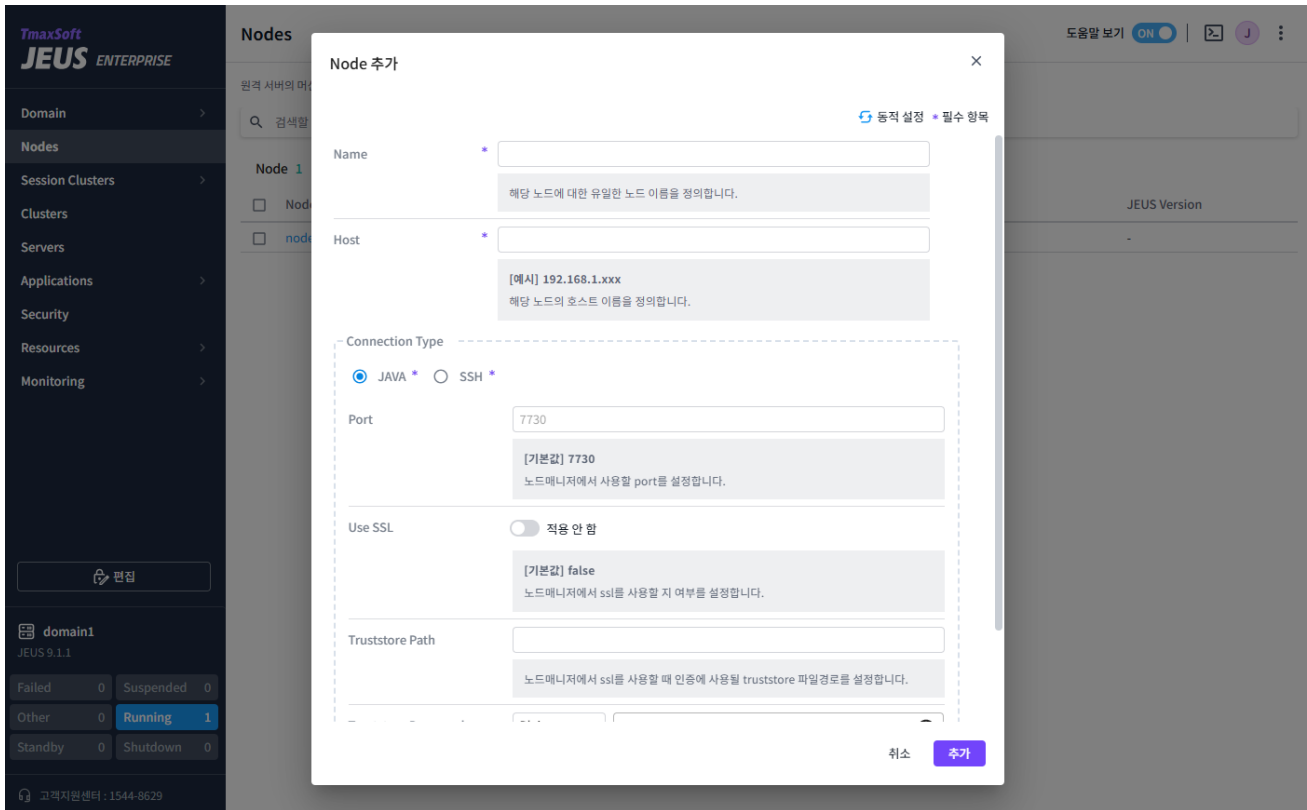 TmaxSoft
JEUS ENTERPRISE
Domain
Nodes
Session Clusters
Clusters
Servers
Applications
Security
Resources
Monitoring
편집
domain1
JEUS 9.1.1
Failed 0 Suspended 0
Other 0 Running 1
Standby 0 Shutdown 0
고객지원센터 : 1544-8629
Nodes
도움말 보기 ON J
원격 서버의
검색할
Node 1
JEUS Version
-
Node 추가
동적 설정 * 필수 항목
Name *
해당 노드에 대한 유일한 노드 이름을 정의합니다.
Host *
[예시] 192.168.1.xxx
해당 노드의 호스트 이름을 정의합니다.
Connection Type
JAVA * SSH *
Port 7730
[기본값] 7730
노드매니저에서 사용할 port를 설정합니다.
Use SSL 적용 안 함
[기본값] false
노드매니저에서 ssl를 사용할 지 여부를 설정합니다.
Truststore Path
노드매니저에서 ssl를 사용할 때 인증에 사용될 truststore 파일경로를 설정합니다.
취소 추가